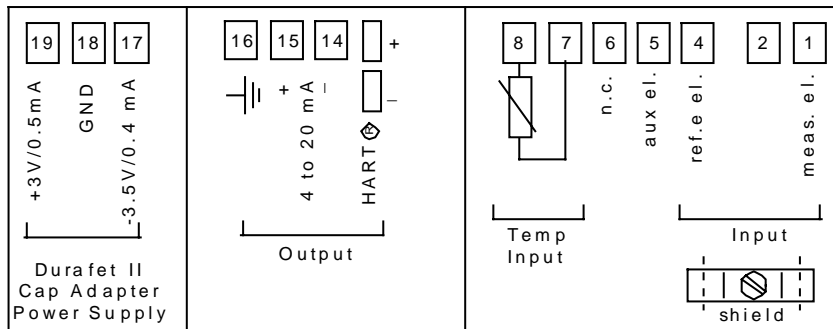 19 18 17
+3V/0.5mA
GND
-3.5V/0.4 mA
Durafet II
Cap Adapter
Power Supply
16 15 14 +
–
+
–
4 to 20 mA
HART®
Output
8 7 6 5 4 2 1
n.c.
aux el.
ref.e el.
meas. el.
Temp
Input
Input
shield